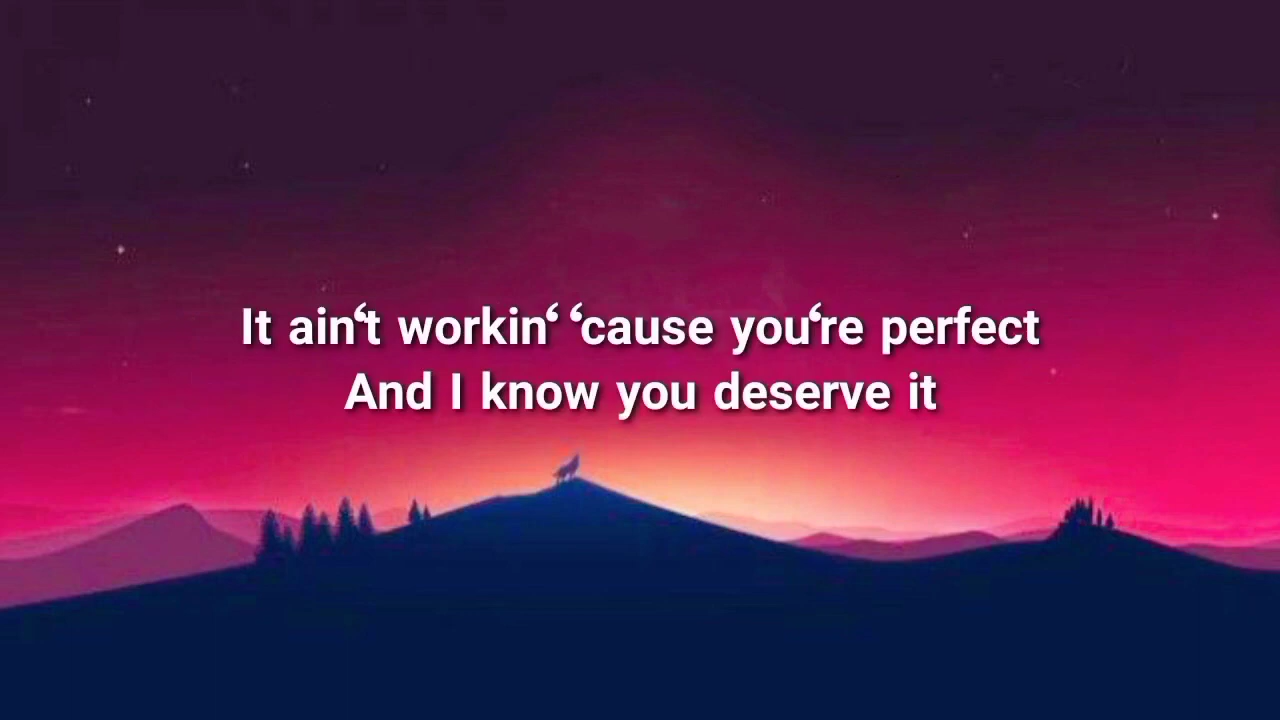 It ain‘t workin‘ ‘cause you‘re perfect
And I know you deserve it